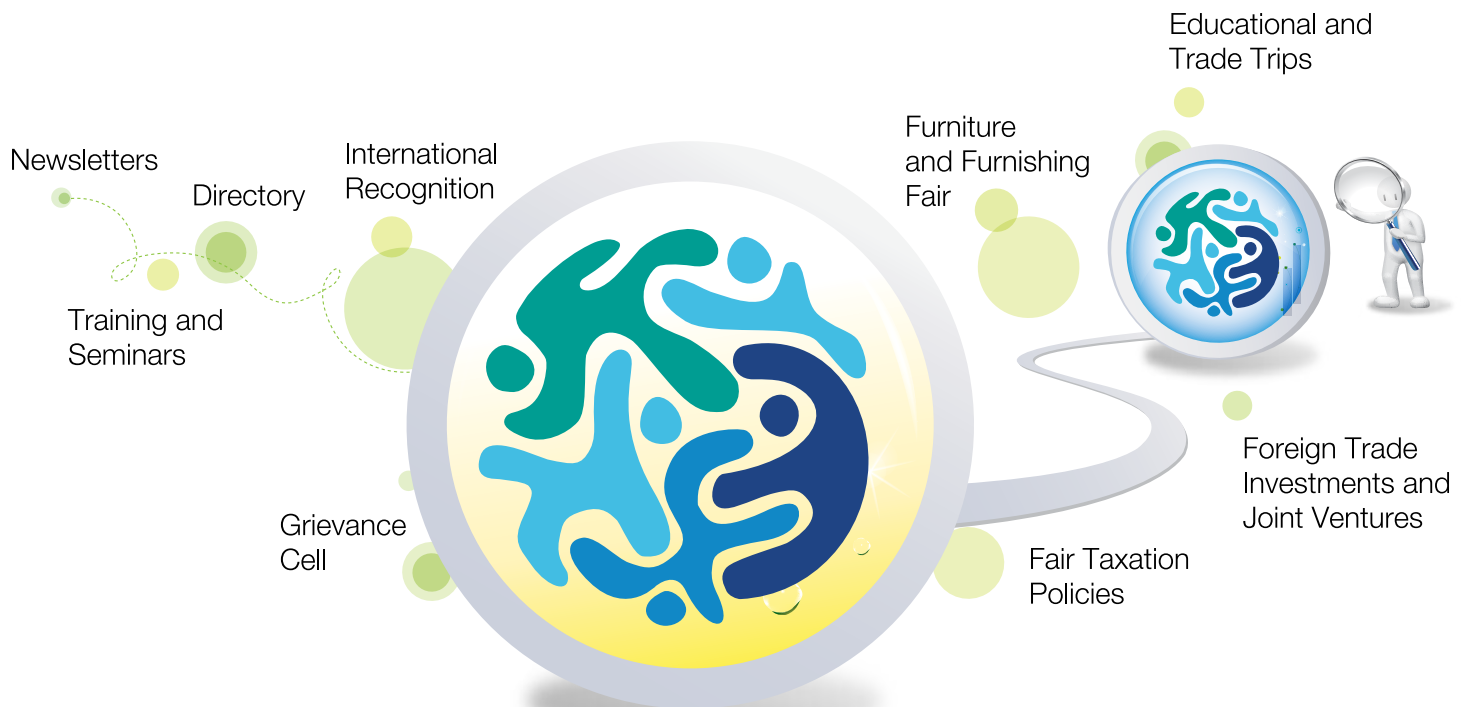 Newsletters
Training and
Seminars
Directory
International
Recognition
Grievance
Cell
Furniture
and Furnishing
Fair
Educational and
Trade Trips
Foreign Trade
Investments and
Joint Ventures
Fair Taxation
Policies